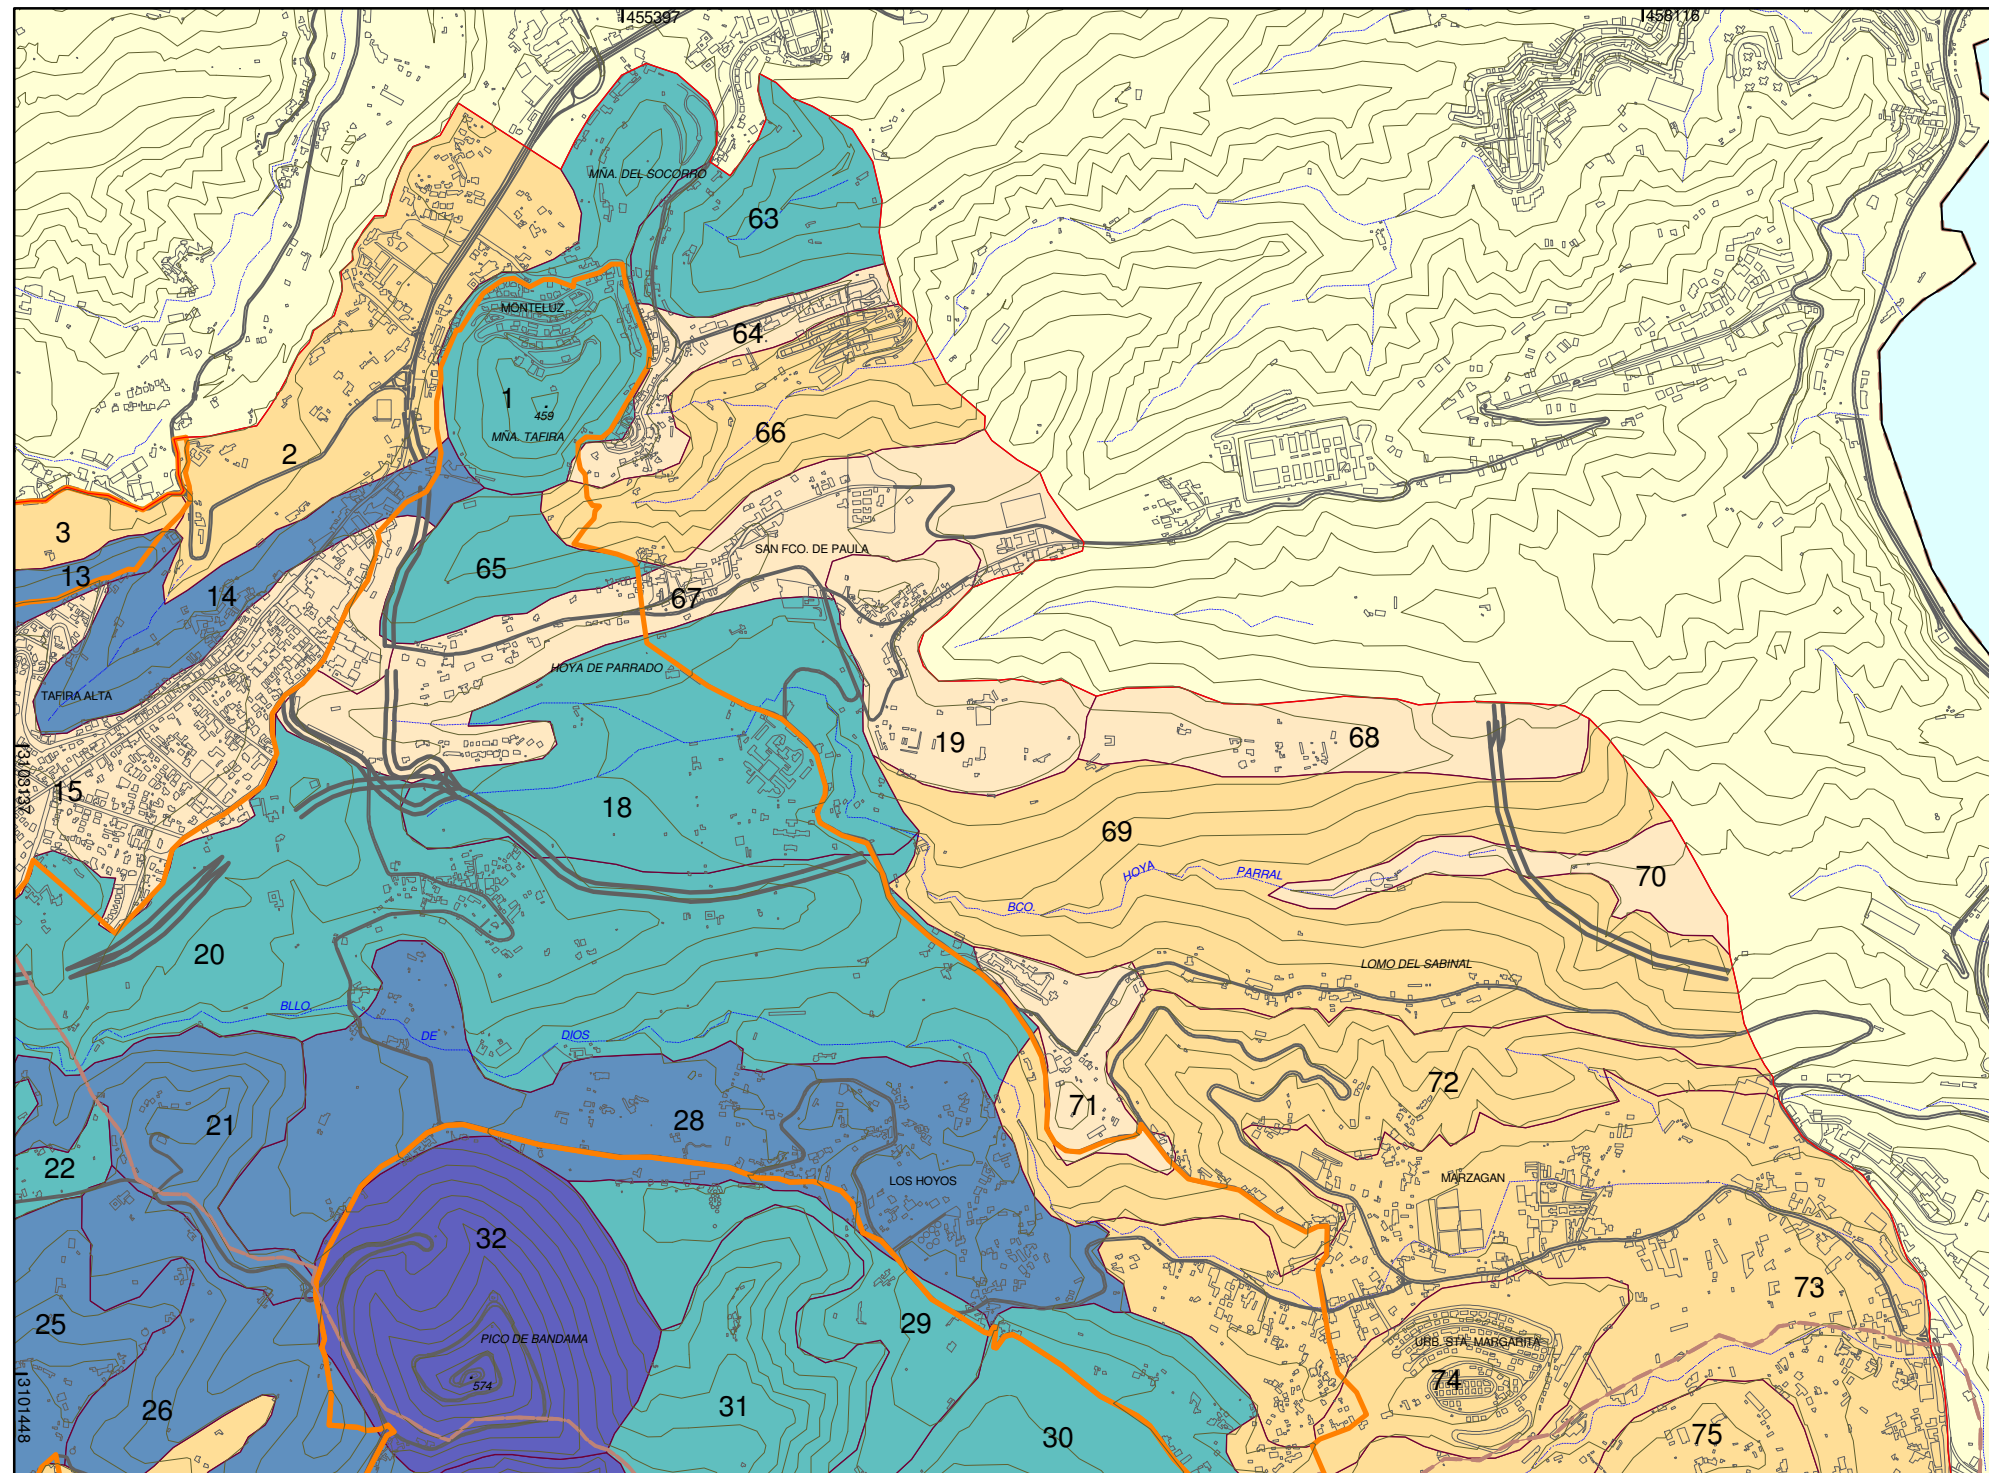 455397
458116
MÑA. DEL SOCORRO
63
MONTELUZ
64
1
459
MÑA. TAFIRA
66
2
3
SAN FCO. DE PAULA
65
13
14
67
HOYA DE PARRADO
TAFIRA ALTA
19
68
3103137
15
18
69
HOYA
PARRAL
70
BCO.
20
LOMO DEL SABINAL
BLLO.
DE
DIOS
72
71
28
21
22
LOS HOYOS
MARZAGAN
32
73
25
29
PICO DE BANDAMA
URB. STA. MARGARITA
574
74
3101448
26
31
30
75